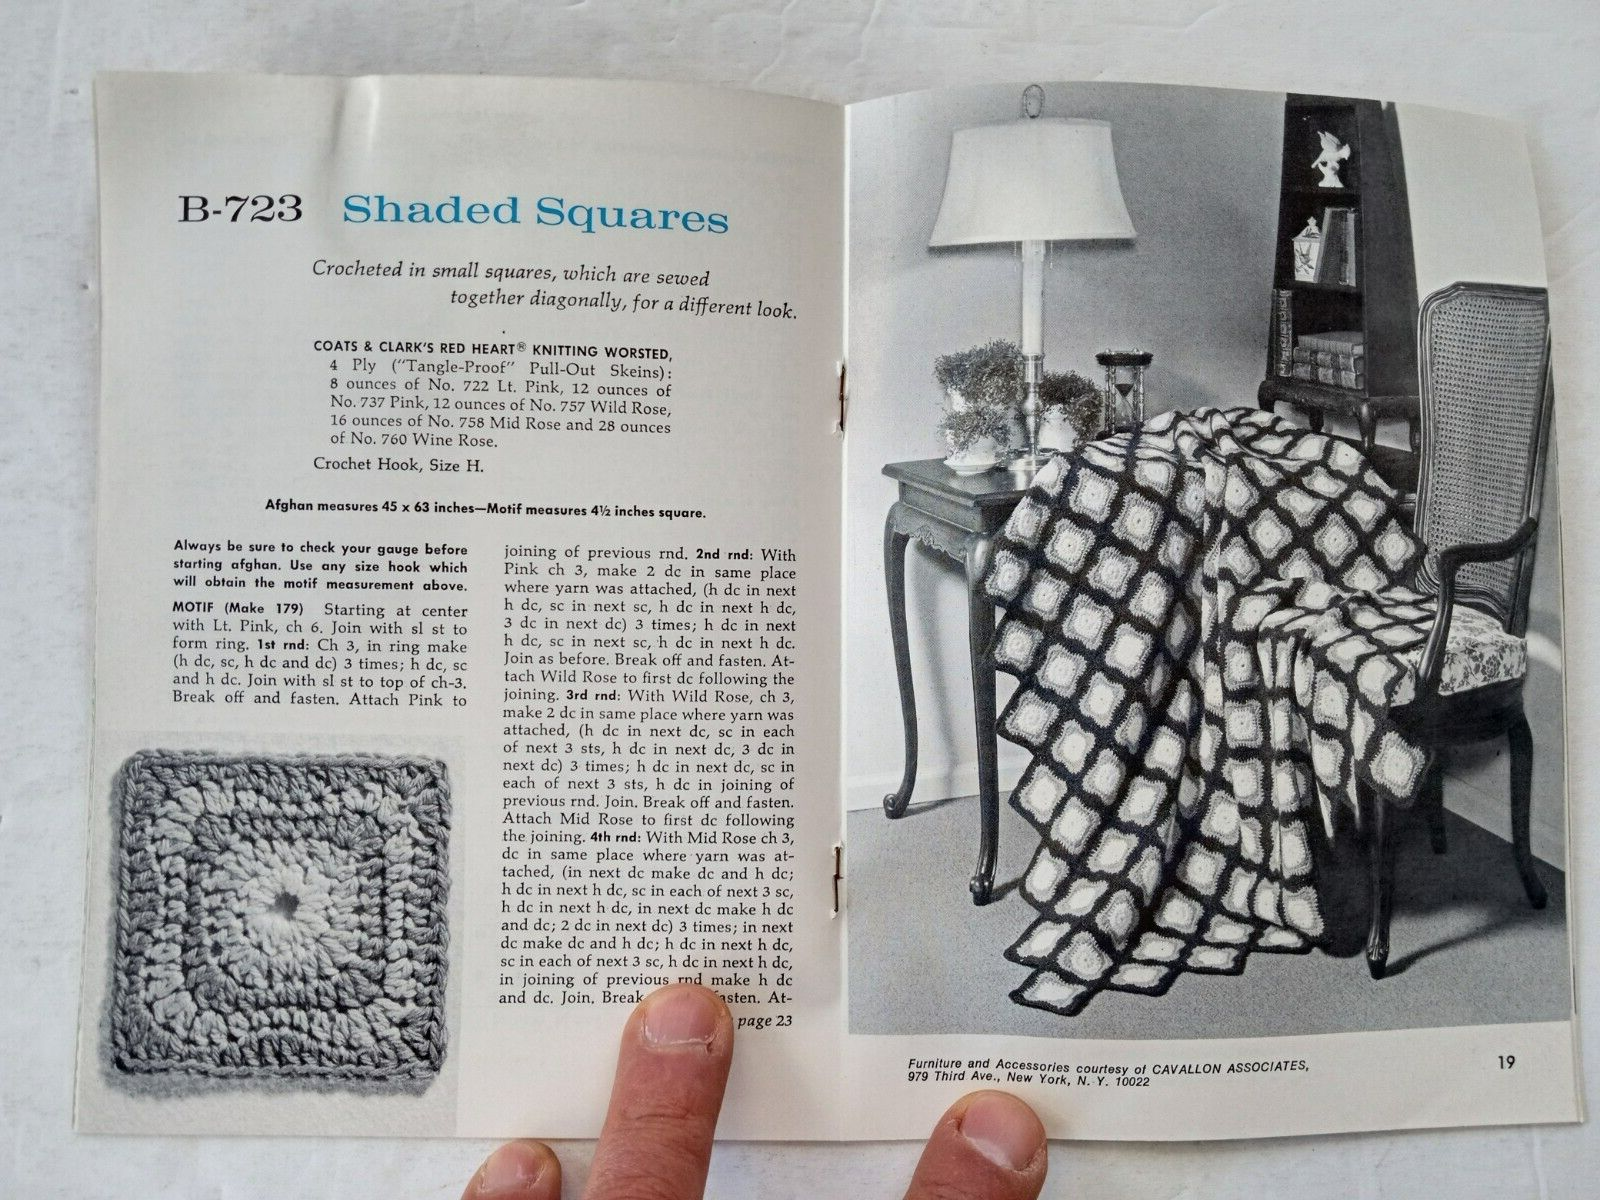 B-723 Shaded Squares
Crocheted in small squares, which are sewed
together diagonally, for a different look.
COATS & CLARK'S RED HEART® KNITTING WORSTED,
4 Ply ("Tangle-Proof" Pull-Out Skeins):
8 ounces of No. 722 Lt. Pink, 12 ounces of
No. 737 Pink, 12 ounces of No. 757 Wild Rose,
16 ounces of No. 758 Mid Rose and 28 ounces
of No. 760 Wine Rose.
Crochet Hook, Size H.
Afghan measures 45 x 63 inches—Motif measures 4½ inches square.
Always be sure to check your gauge before
starting afghan. Use any size hook which
will obtain the motif measurement above.
MOTIF (Make 179) Starting at center
with Lt. Pink, ch 6. Join with sl st to
form ring. 1st rnd: Ch 3, in ring make
(h dc, sc, h dc and dc) 3 times; h dc, sc
and h dc. Join with sl st to top of ch-3.
Break off and fasten. Attach Pink to
joining of previous rnd. 2nd rnd: With
Pink ch 3, make 2 dc in same place
where yarn was attached, (h dc in next
h dc, sc in next sc, h dc in next h dc,
3 dc in next dc) 3 times; h dc in next
h dc, sc in next sc, h dc in next h dc.
Join as before. Break off and fasten. At-
tach Wild Rose to first dc following the
joining. 3rd rnd: With Wild Rose, ch 3,
make 2 dc in same place where yarn was
attached, (h dc in next dc, sc in each
of next 3 sts, h dc in next dc, 3 dc in
next dc) 3 times; h dc in next dc, sc in
each of next 3 sts, h dc in joining of
previous rnd. Join. Break off and fasten.
Attach Mid Rose to first dc following
the joining. 4th rnd: With Mid Rose ch 3,
dc in same place where yarn was at-
tached, (in next dc make dc and h dc;
h dc in next h dc, sc in each of next 3 sc,
h dc in next h dc, in next dc make h dc
and dc; 2 dc in next dc) 3 times; in next
dc make dc and h dc; h dc in next h dc,
sc in each of next 3 sc, h dc in next h dc,
in joining of previous rnd make h dc
and dc. Join. Break fasten. At-
page 23
Furniture and Accessories courtesy of CAVALLON ASSOCIATES,
979 Third Ave., New York, N. Y. 10022
19